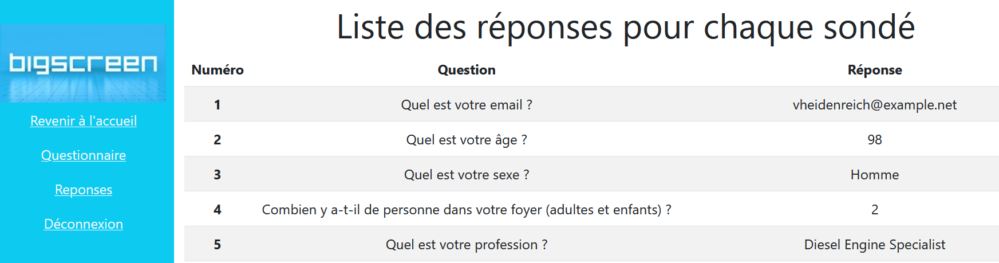 bigscreen
Revenir à l'accueil
Questionnaire
Reponses
Déconnexion
Liste des réponses pour chaque sondé
Numéro Question Réponse
1 Quel est votre email ? vheidenreich@example.net
2 Quel est votre âge ? 98
3 Quel est votre sexe ? Homme
4 Combien y a-t-il de personne dans votre foyer (adultes et enfants) ? 2
5 Quel est votre profession ? Diesel Engine Specialist